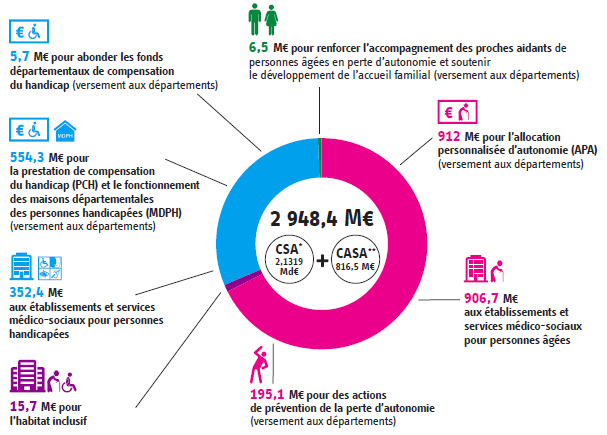 5,7 M€ pour abonder les fonds
départementaux de compensation
du handicap (versement aux départements)
6,5 M€ pour renforcer l'accompagnement des proches aidants de
personnes âgées en perte d'autonomie et soutenir
le développement de l'accueil familial (versement aux départements)
€
€
912 M€ pour l'allocation
personnalisée d'autonomie (APA)
(versement aux départements)
€
MDPH
554,3 M€ pour
la prestation de compensation
du handicap (PCH) et le fonctionnement
des maisons départementales
des personnes handicapées (MDPH)
(versement aux départements)
2 948,4 M€
CSA*
2,1319
Md€
+
CASA**
816,5 M€
352,4 M€
aux établissements et services
médico-sociaux pour personnes
handicapées
906,7 M€
aux établissements et
services médico-sociaux
pour personnes âgées
15,7 M€ pour
l'habitat inclusif
195,1 M€ pour des actions
de prévention de la perte d'autonomie
(versement aux départements)